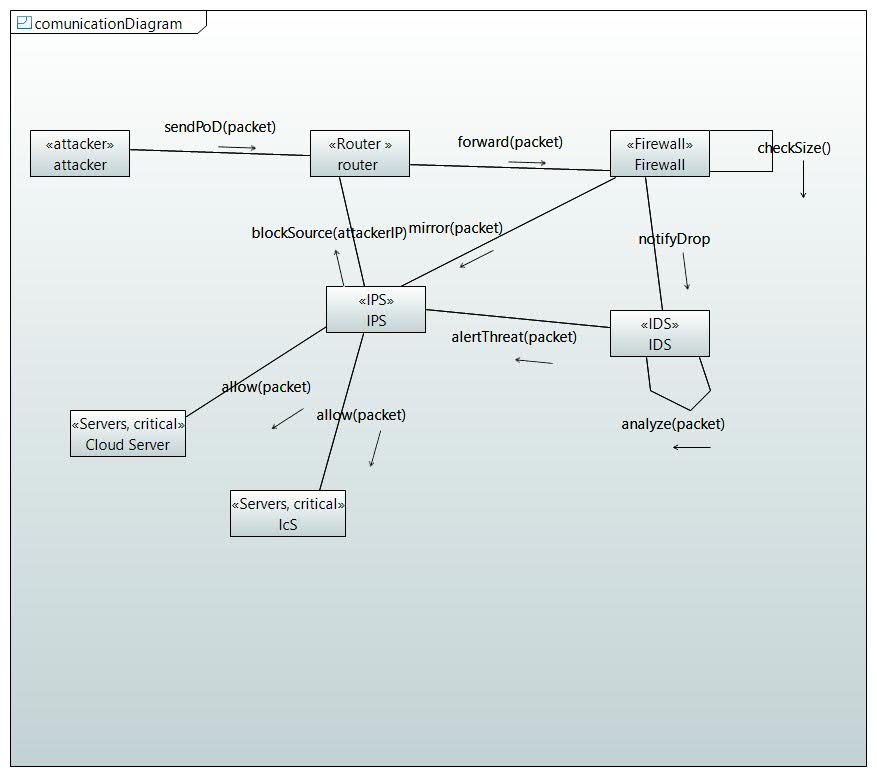 comunicationDiagram
sendPoD(packet)
«attacker»
attacker
«Router »
router
forward(packet)
«Firewall»
Firewall
checkSize()
blockSource(attackerIP)
mirror(packet)
notifyDrop
«IPS»
IPS
«IDS»
IDS
alertThreat(packet)
allow(packet)
allow(packet)
«Servers, critical»
Cloud Server
analyze(packet)
«Servers, critical»
IcS